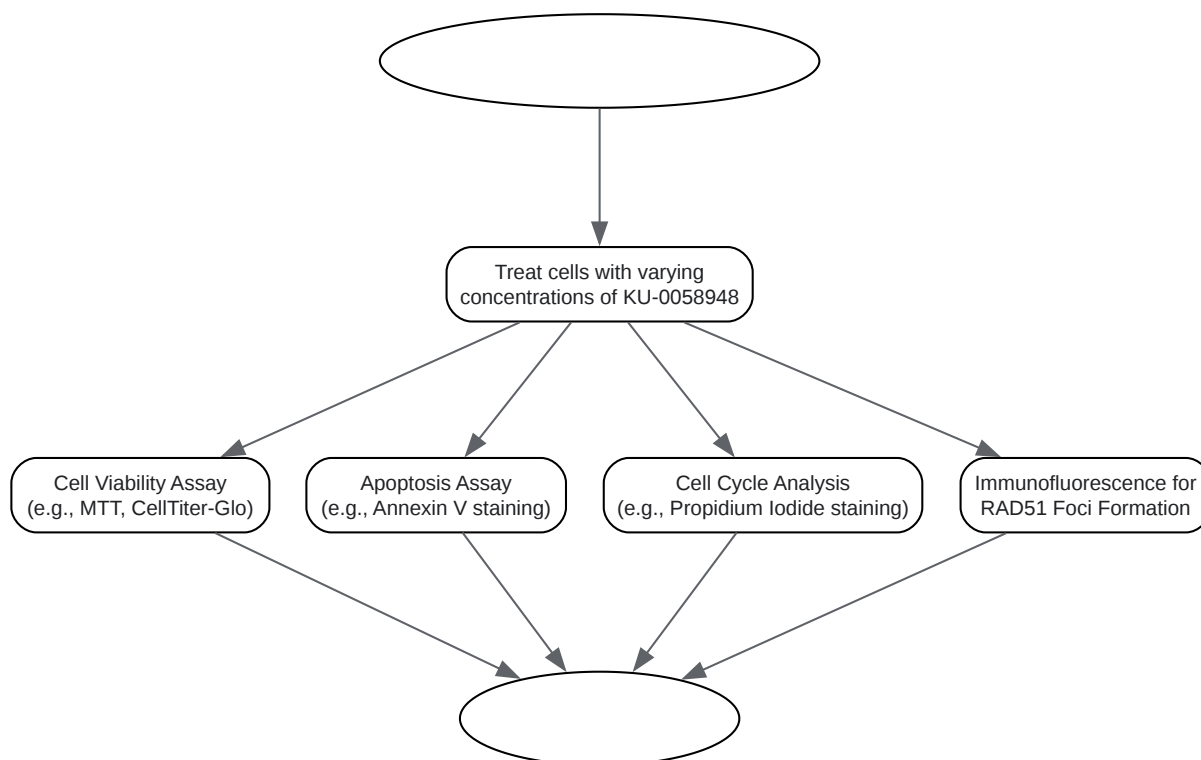 Treat cells with varying
concentrations of KU-0058948
Cell Viability Assay
(e.g., MTT, CellTiter-Glo)
Apoptosis Assay
(e.g., Annexin V staining)
Cell Cycle Analysis
(e.g., Propidium Iodide staining)
Immunofluorescence for
RAD51 Foci Formation